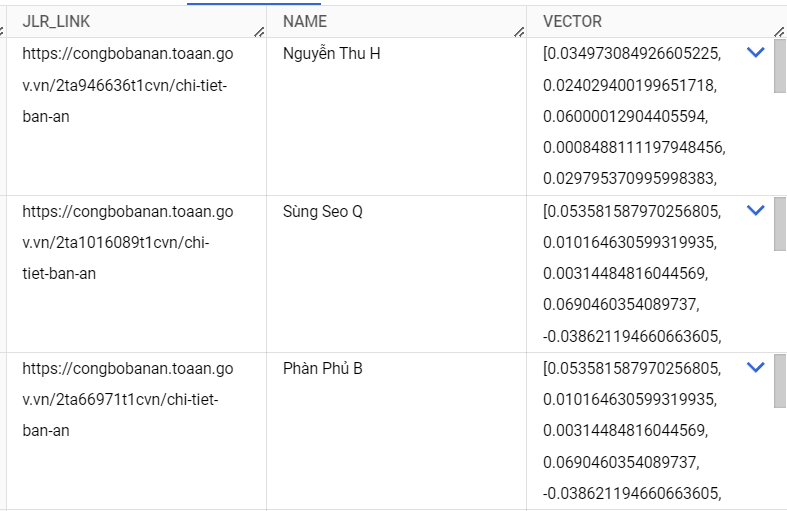 JLR_LINK NAME VECTOR
https://congbobanan.toaan.go Nguyễn Thu H [0.034973084926605225,
v.vn/2ta946636t1cvn/chi-tiet- 0.024029400199651718,
ban-an 0.06000012904405594,
0.0008488111197948456,
0.029795370995998383,
https://congbobanan.toaan.go Sùng Seo Q [0.053581587970256805,
v.vn/2ta1016089t1cvn/chi- 0.010164630599319935,
tiet-ban-an 0.00314484816044569,
0.0690460354089737,
-0.038621194660663605,
https://congbobanan.toaan.go Phàn Phủ B [0.053581587970256805,
v.vn/2ta66971t1cvn/chi-tiet- 0.010164630599319935,
ban-an 0.00314484816044569,
0.0690460354089737,
-0.038621194660663605,